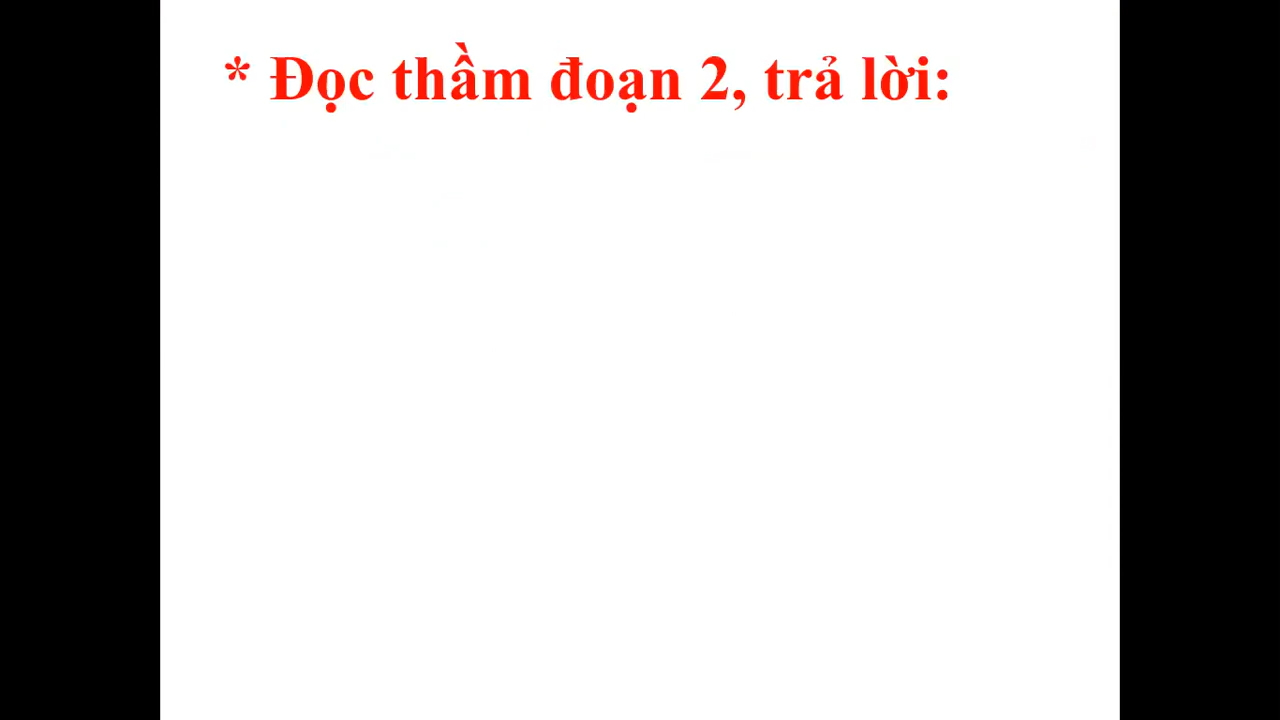 * Đọc thầm đoạn 2, trả lời: